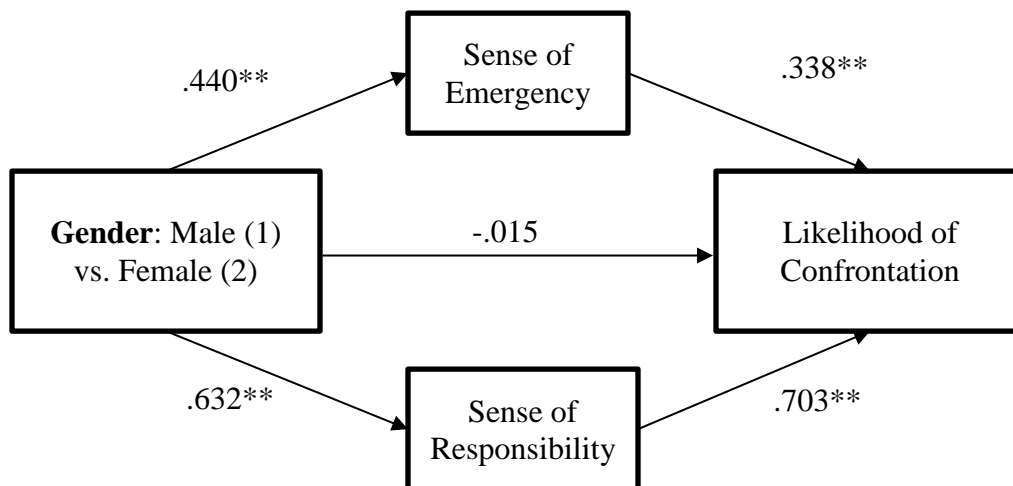 Sense of
Emergency
.440**
.338**
Gender: Male (1)
vs. Female (2)
-.015
Likelihood of
Confrontation
.632**
.703**
Sense of
Responsibility